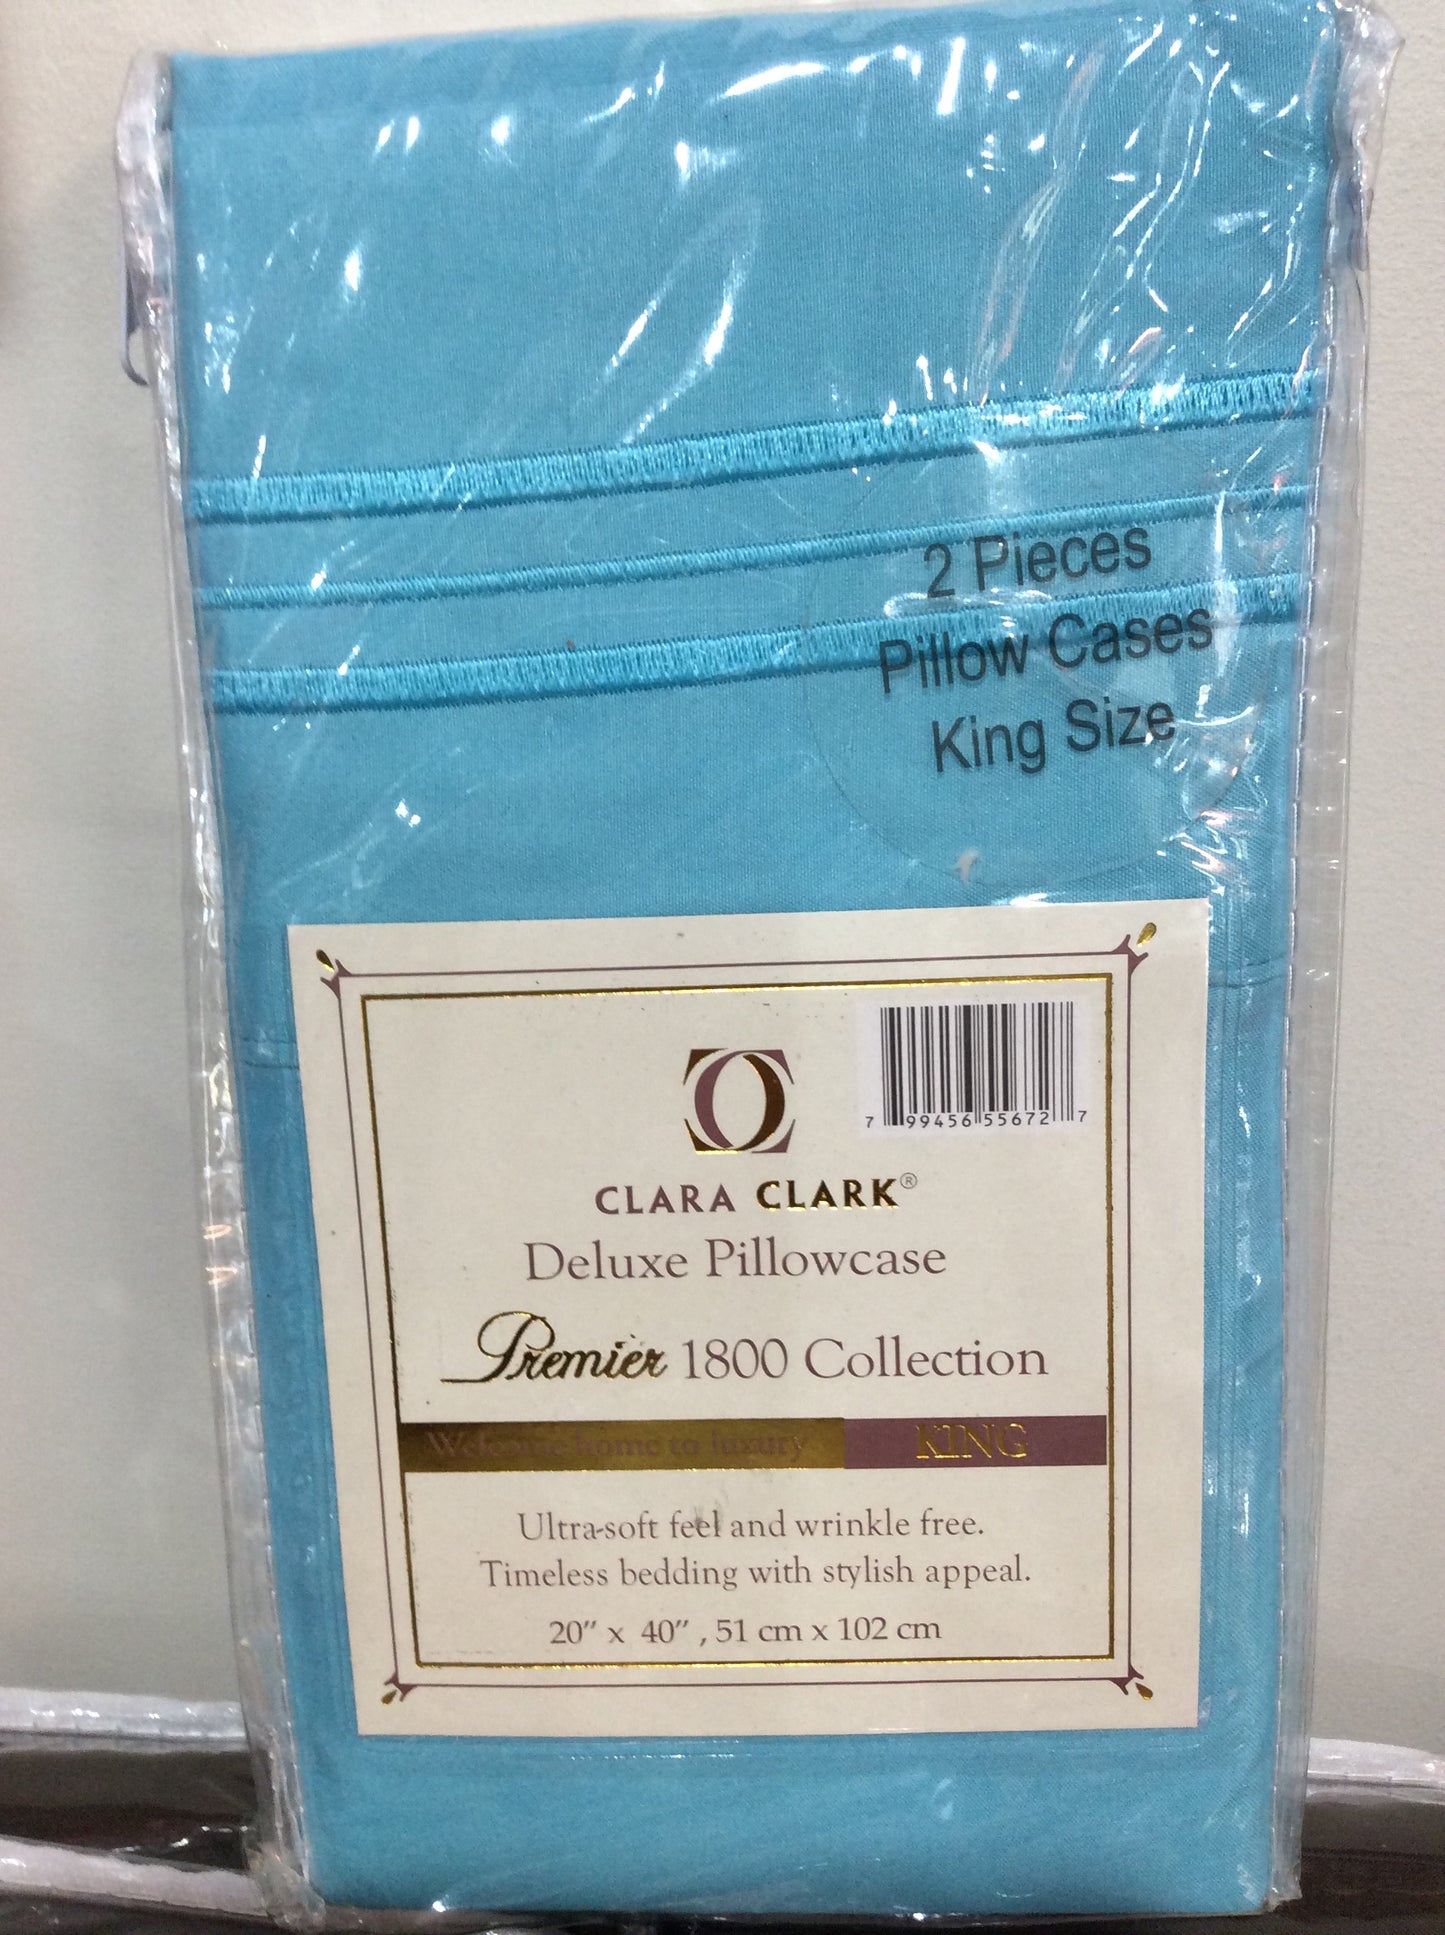 2 Pieces
Pillow Cases
King Size
7 99456 55672 7
CLARA CLARK®
Deluxe Pillowcase
Premier 1800 Collection
Welcome home to luxury KING
Ultra-soft feel and wrinkle free.
Timeless bedding with stylish appeal.
20" x 40" , 51 cm x 102 cm